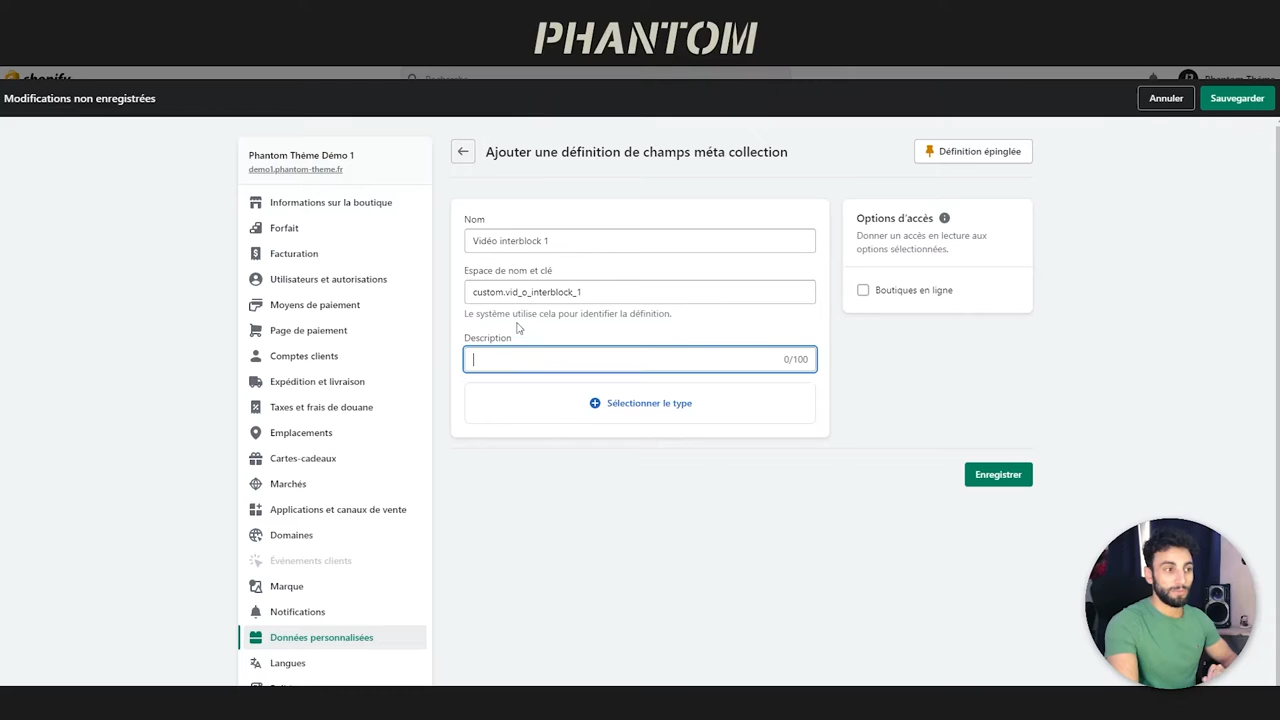 PHANTOM
shopify
Recherche
Phantom Thème
Modifications non enregistrées
Annuler
Sauvegarder
Phantom Thème Démo 1
demo1.phantom-theme.fr
Informations sur la boutique
Forfait
Facturation
Utilisateurs et autorisations
Moyens de paiement
Page de paiement
Comptes clients
Expédition et livraison
Taxes et frais de douane
Emplacements
Cartes-cadeaux
Marchés
Applications et canaux de vente
Domaines
Événements clients
Marque
Notifications
Données personnalisées
Langues
Ajouter une définition de champs méta collection
Définition épinglée
Nom
Vidéo interblock 1
Espace de nom et clé
custom.vid_o_interblock_1
Le système utilise cela pour identifier la définition.
Description
0/100
Sélectionner le type
Options d'accès
Donner un accès en lecture aux
options sélectionnées.
Boutiques en ligne
Enregistrer